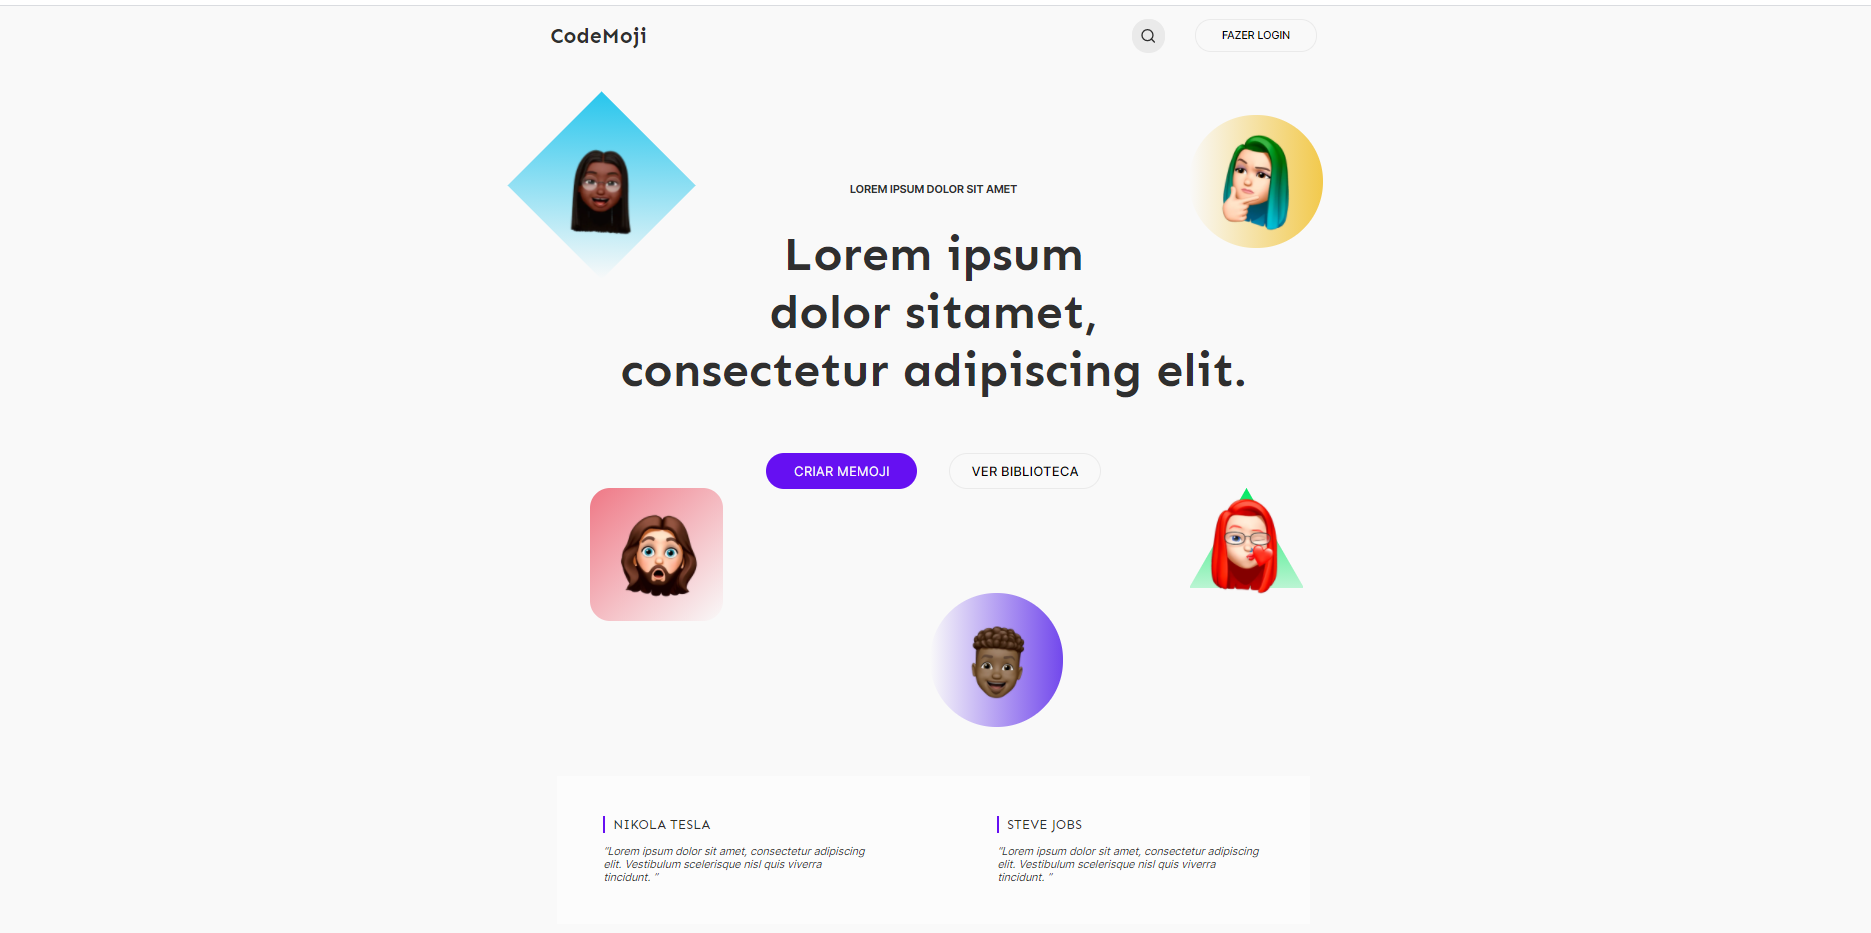 CodeMoji
FAZER LOGIN
LOREM IPSUM DOLOR SIT AMET
Lorem ipsum
dolor sitamet,
consectetur adipiscing elit.
CRIAR MEMOJI
VER BIBLIOTECA
NIKOLA TESLA
"Lorem ipsum dolor sit amet, consectetur adipiscing
elit. Vestibulum scelerisque nisl quis viverra
tincidunt. "
STEVE JOBS
"Lorem ipsum dolor sit amet, consectetur adipiscing
elit. Vestibulum scelerisque nisl quis viverra
tincidunt. "